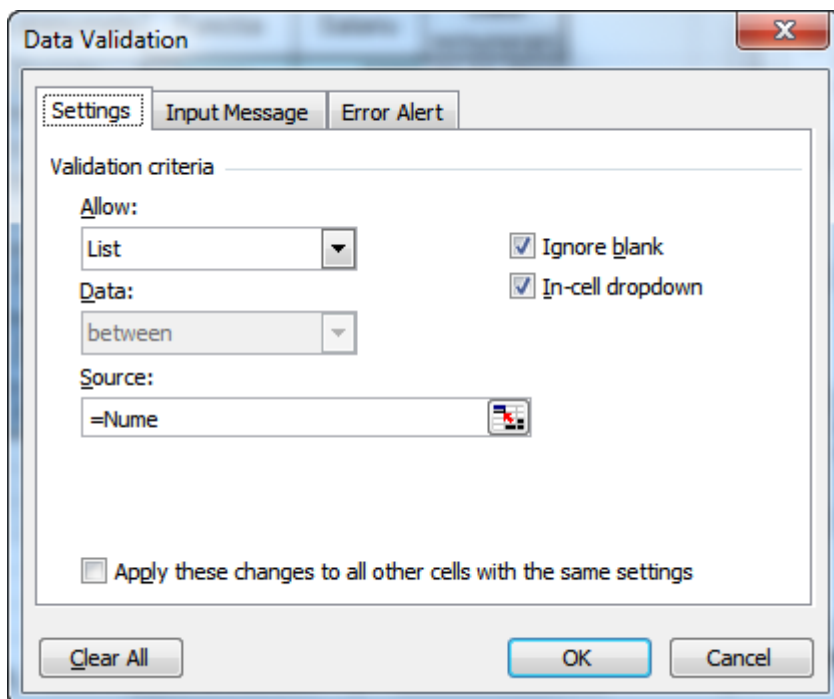 Data Validation
Settings
Input Message
Error Alert
Validation criteria
Allow:
List
Ignore blank
Data:
In-cell dropdown
between
Source:
=Nume
Apply these changes to all other cells with the same settings
Clear All
OK
Cancel